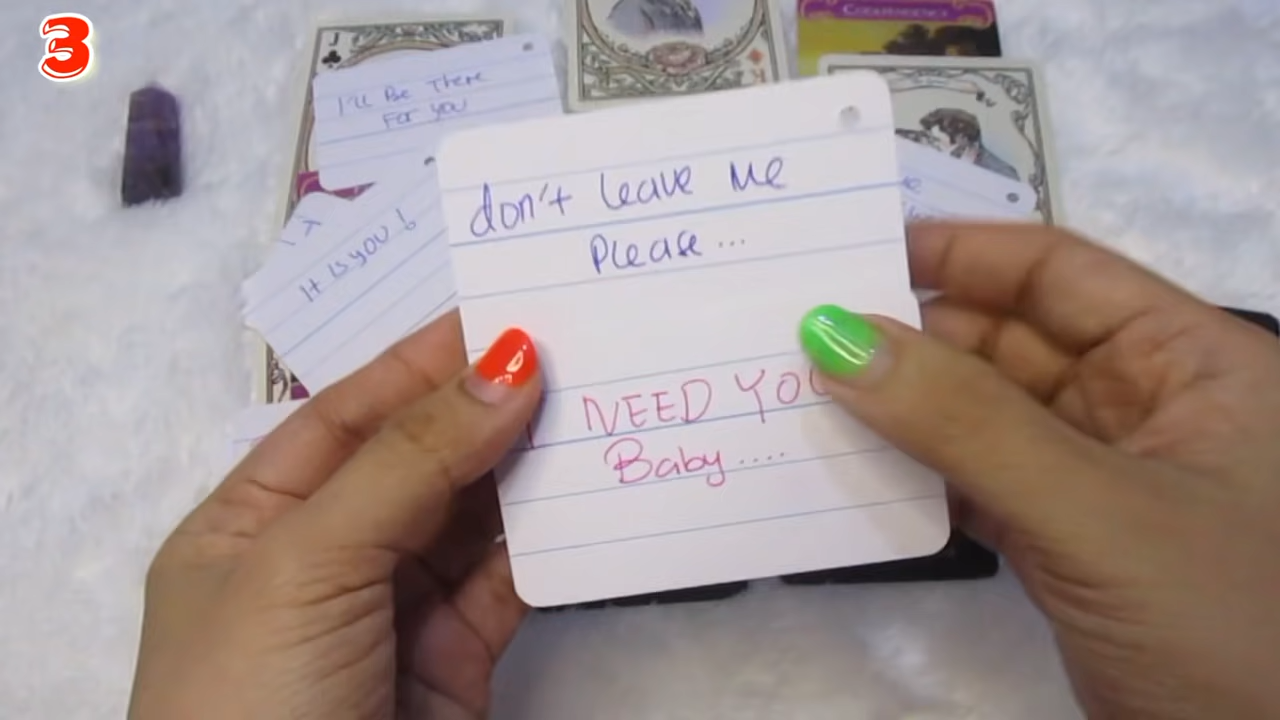 3
J
I'll Be There
For you
It is you!
don't leave Me
Please...
I NEED YOU
Baby....
K